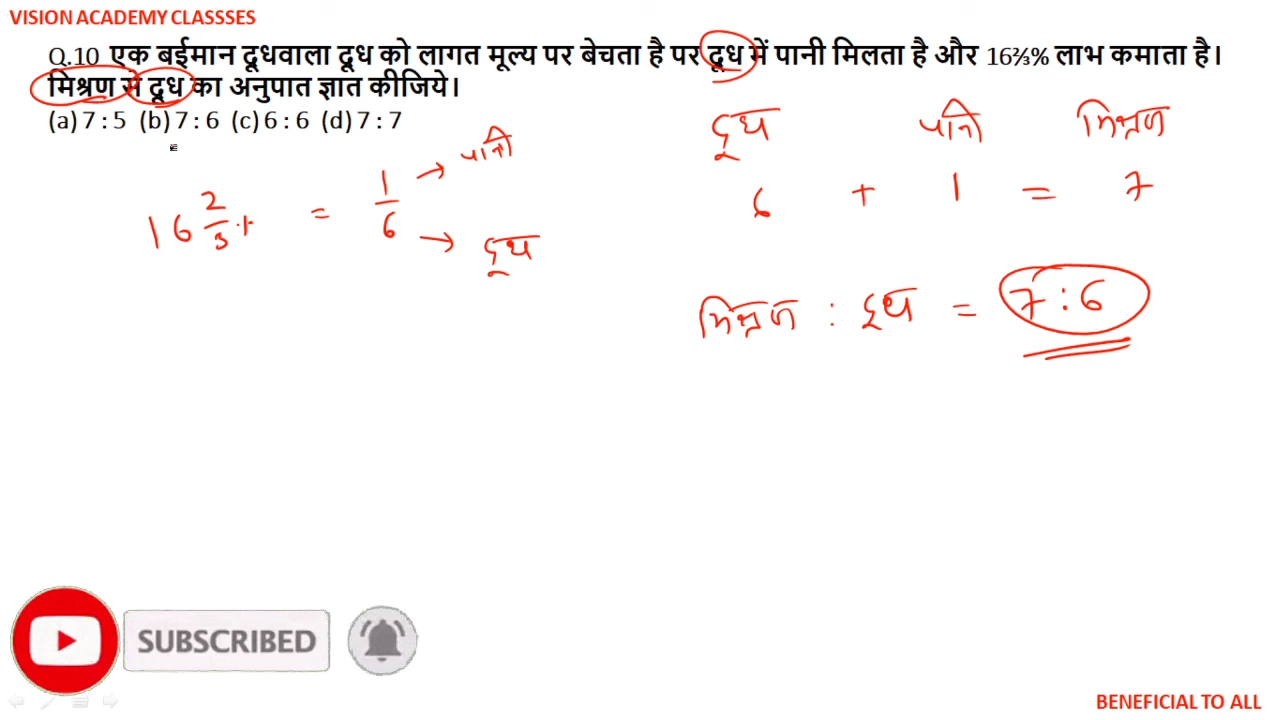 VISION ACADEMY CLASSSES
Q.10 एक बईमान दूधवाला दूध को लागत मूल्य पर बेचता है पर दूध में पानी मिलता है और 16⅔% लाभ कमाता है।
मिश्रण से दूध का अनुपात ज्ञात कीजिये।
(a) 7 : 5 (b) 7 : 6 (c) 6 : 6 (d) 7 : 7
दूध पानी मिश्रण
6 + 1 = 7
16 2/3 % = 1/6
→ पानी
→ दूध
मिश्रण : दूध = 7 : 6
SUBSCRIBED
BENEFICIAL TO ALL